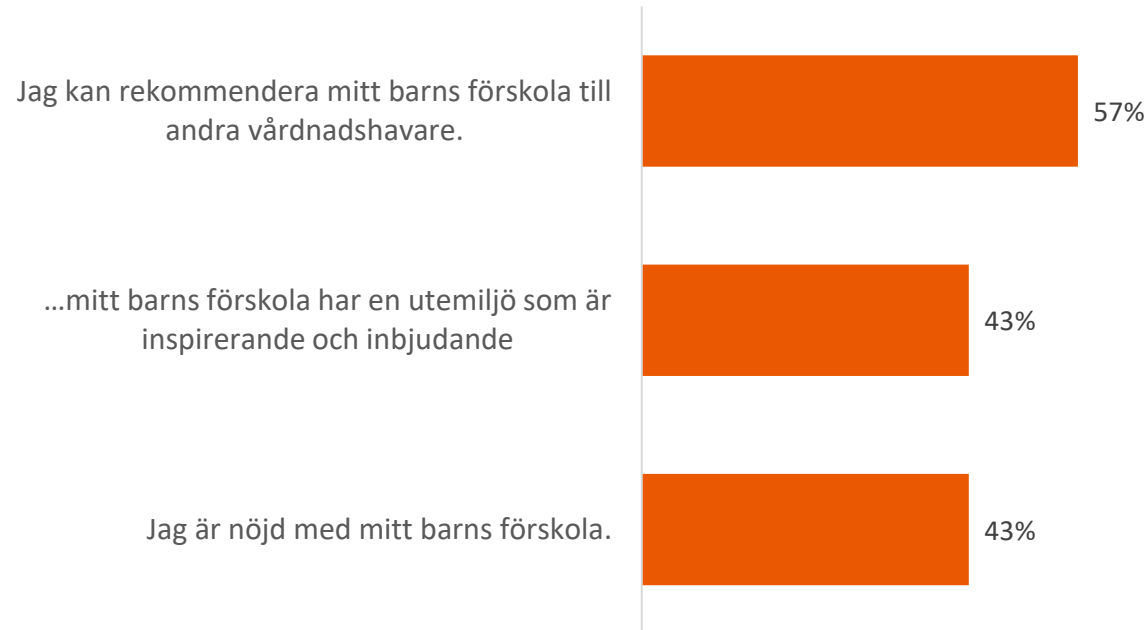 Jag kan rekommendera mitt barns förskola till
andra vårdnadshavare.
57%
...mitt barns förskola har en utemiljö som är
inspirerande och inbjudande
43%
Jag är nöjd med mitt barns förskola.
43%